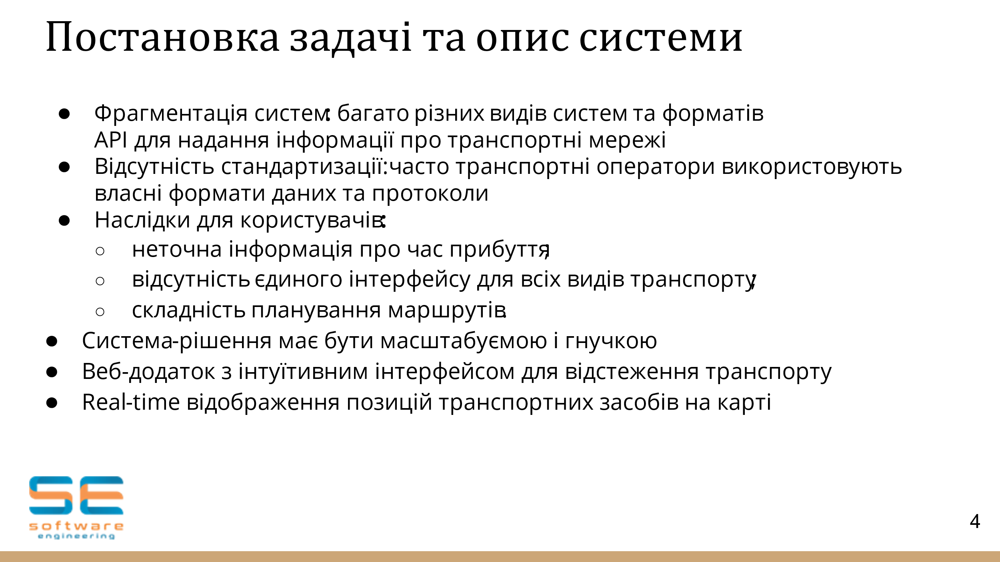 Постановка задачі та опис системи
● Фрагментація систем: багато різних видів систем та форматів
API для надання інформації про транспортні мережі
● Відсутність стандартизації:часто транспортні оператори використовують
власні формати даних та протоколи
● Наслідки для користувачів:
○ неточна інформація про час прибуття;
○ відсутність єдиного інтерфейсу для всіх видів транспорту;
○ складність планування маршрутів.
● Система-рішення має бути масштабуємою і гнучкою
● Веб-додаток з інтуїтивним інтерфейсом для відстеження транспорту
● Real-time відображення позицій транспортних засобів на карті
SE
software
engineering
4